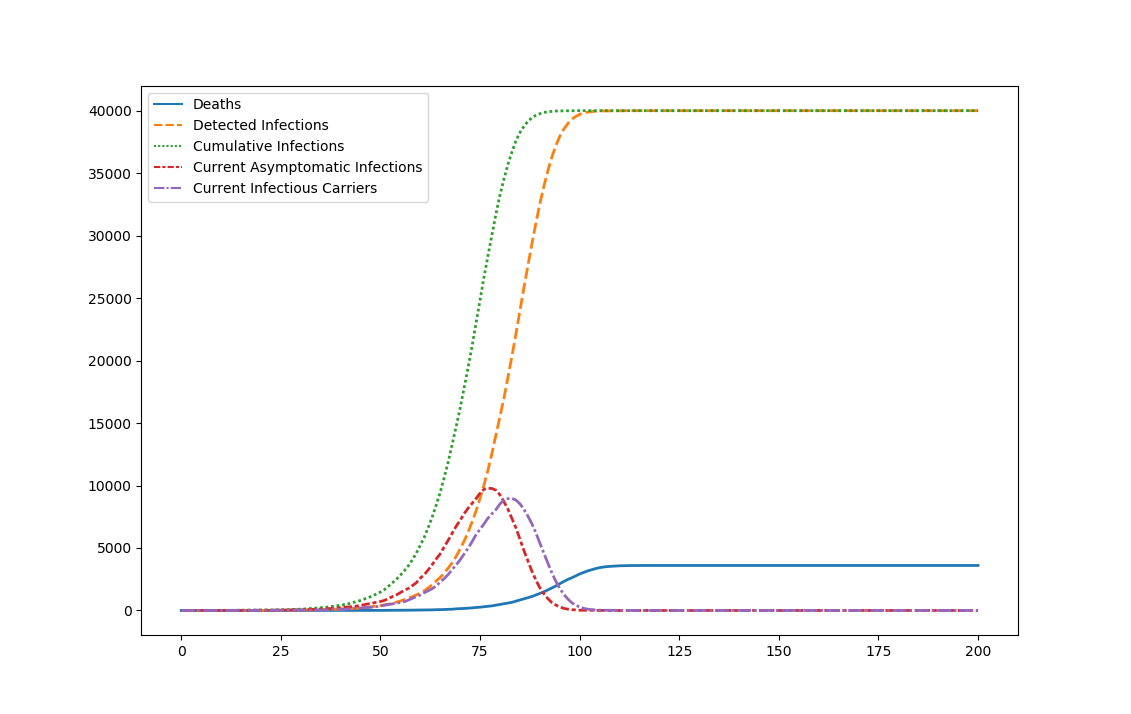 Deaths
Detected Infections
Cumulative Infections
Current Asymptomatic Infections
Current Infectious Carriers
40000
35000
30000
25000
20000
15000
10000
5000
0
0 25 50 75 100 125 150 175 200